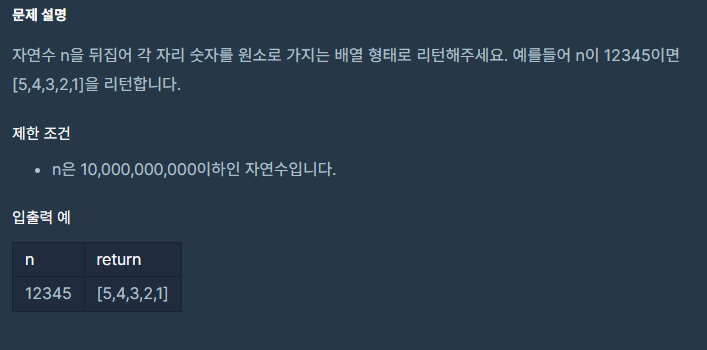 문제 설명
자연수 n을 뒤집어 각 자리 숫자를 원소로 가지는 배열 형태로 리턴해주세요. 예를들어 n이 12345이면
[5,4,3,2,1]을 리턴합니다.
제한 조건
• n은 10,000,000,000이하인 자연수입니다.
입출력 예
n return
12345 [5,4,3,2,1]